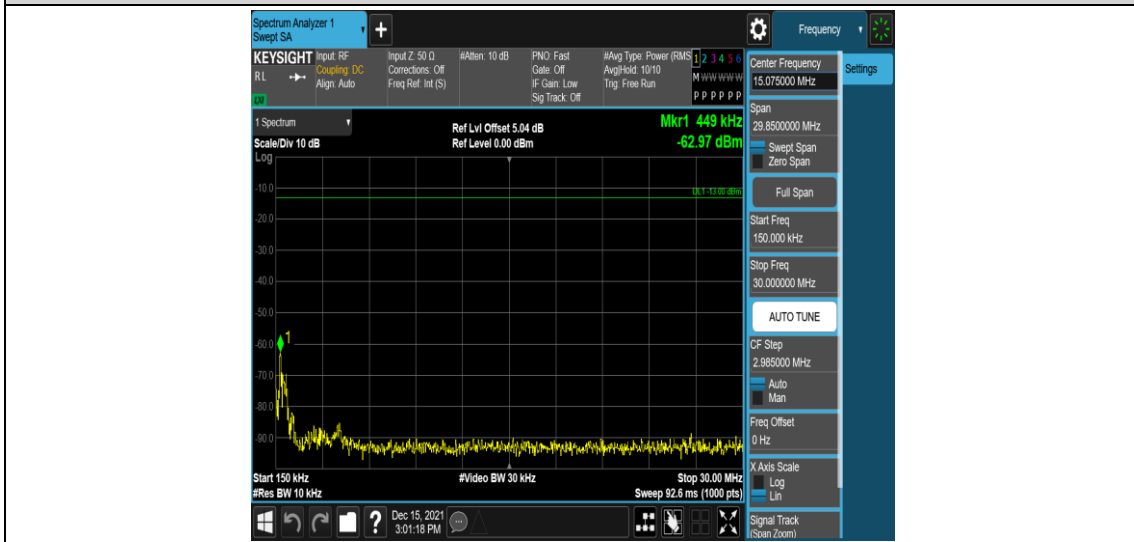 Spectrum Analyzer 1
Swept SA
+
Frequency
KEYSIGHT
Input: RF
Coupling: DC
Align: Auto
Input Z: 50 Ω
Corrections: Off
Freq Ref: Int (S)
#Atten: 10 dB
PNO: Fast
Gate: Off
IF Gain: Low
Sig Track: Off
#Avg Type: Power (RMS
Avg|Hold: 10/10
Trig: Free Run
1 2 3 4 5 6
M W W W W W
P P P P P P
R L
Center Frequency
15.075000 MHz
Settings
Span
29.8500000 MHz
Swept Span
Zero Span
Full Span
Start Freq
150.000 kHz
Stop Freq
30.000000 MHz
AUTO TUNE
CF Step
2.985000 MHz
Auto
Man
Freq Offset
0 Hz
X Axis Scale
Log
Lin
Signal Track
(Span Zoom)
1 Spectrum
Scale/Div 10 dB
Log
Ref Lvl Offset 5.04 dB
Ref Level 0.00 dBm
Mkr1 449 kHz
-62.97 dBm
DL1 -13.00 dBm
-10.0
-20.0
-30.0
-40.0
-50.0
-60.0
1
-70.0
-80.0
-90.0
Start 150 kHz
#Video BW 30 kHz
Stop 30.00 MHz
#Res BW 10 kHz
Sweep 92.6 ms (1000 pts)
?
Dec 15, 2021
3:01:18 PM